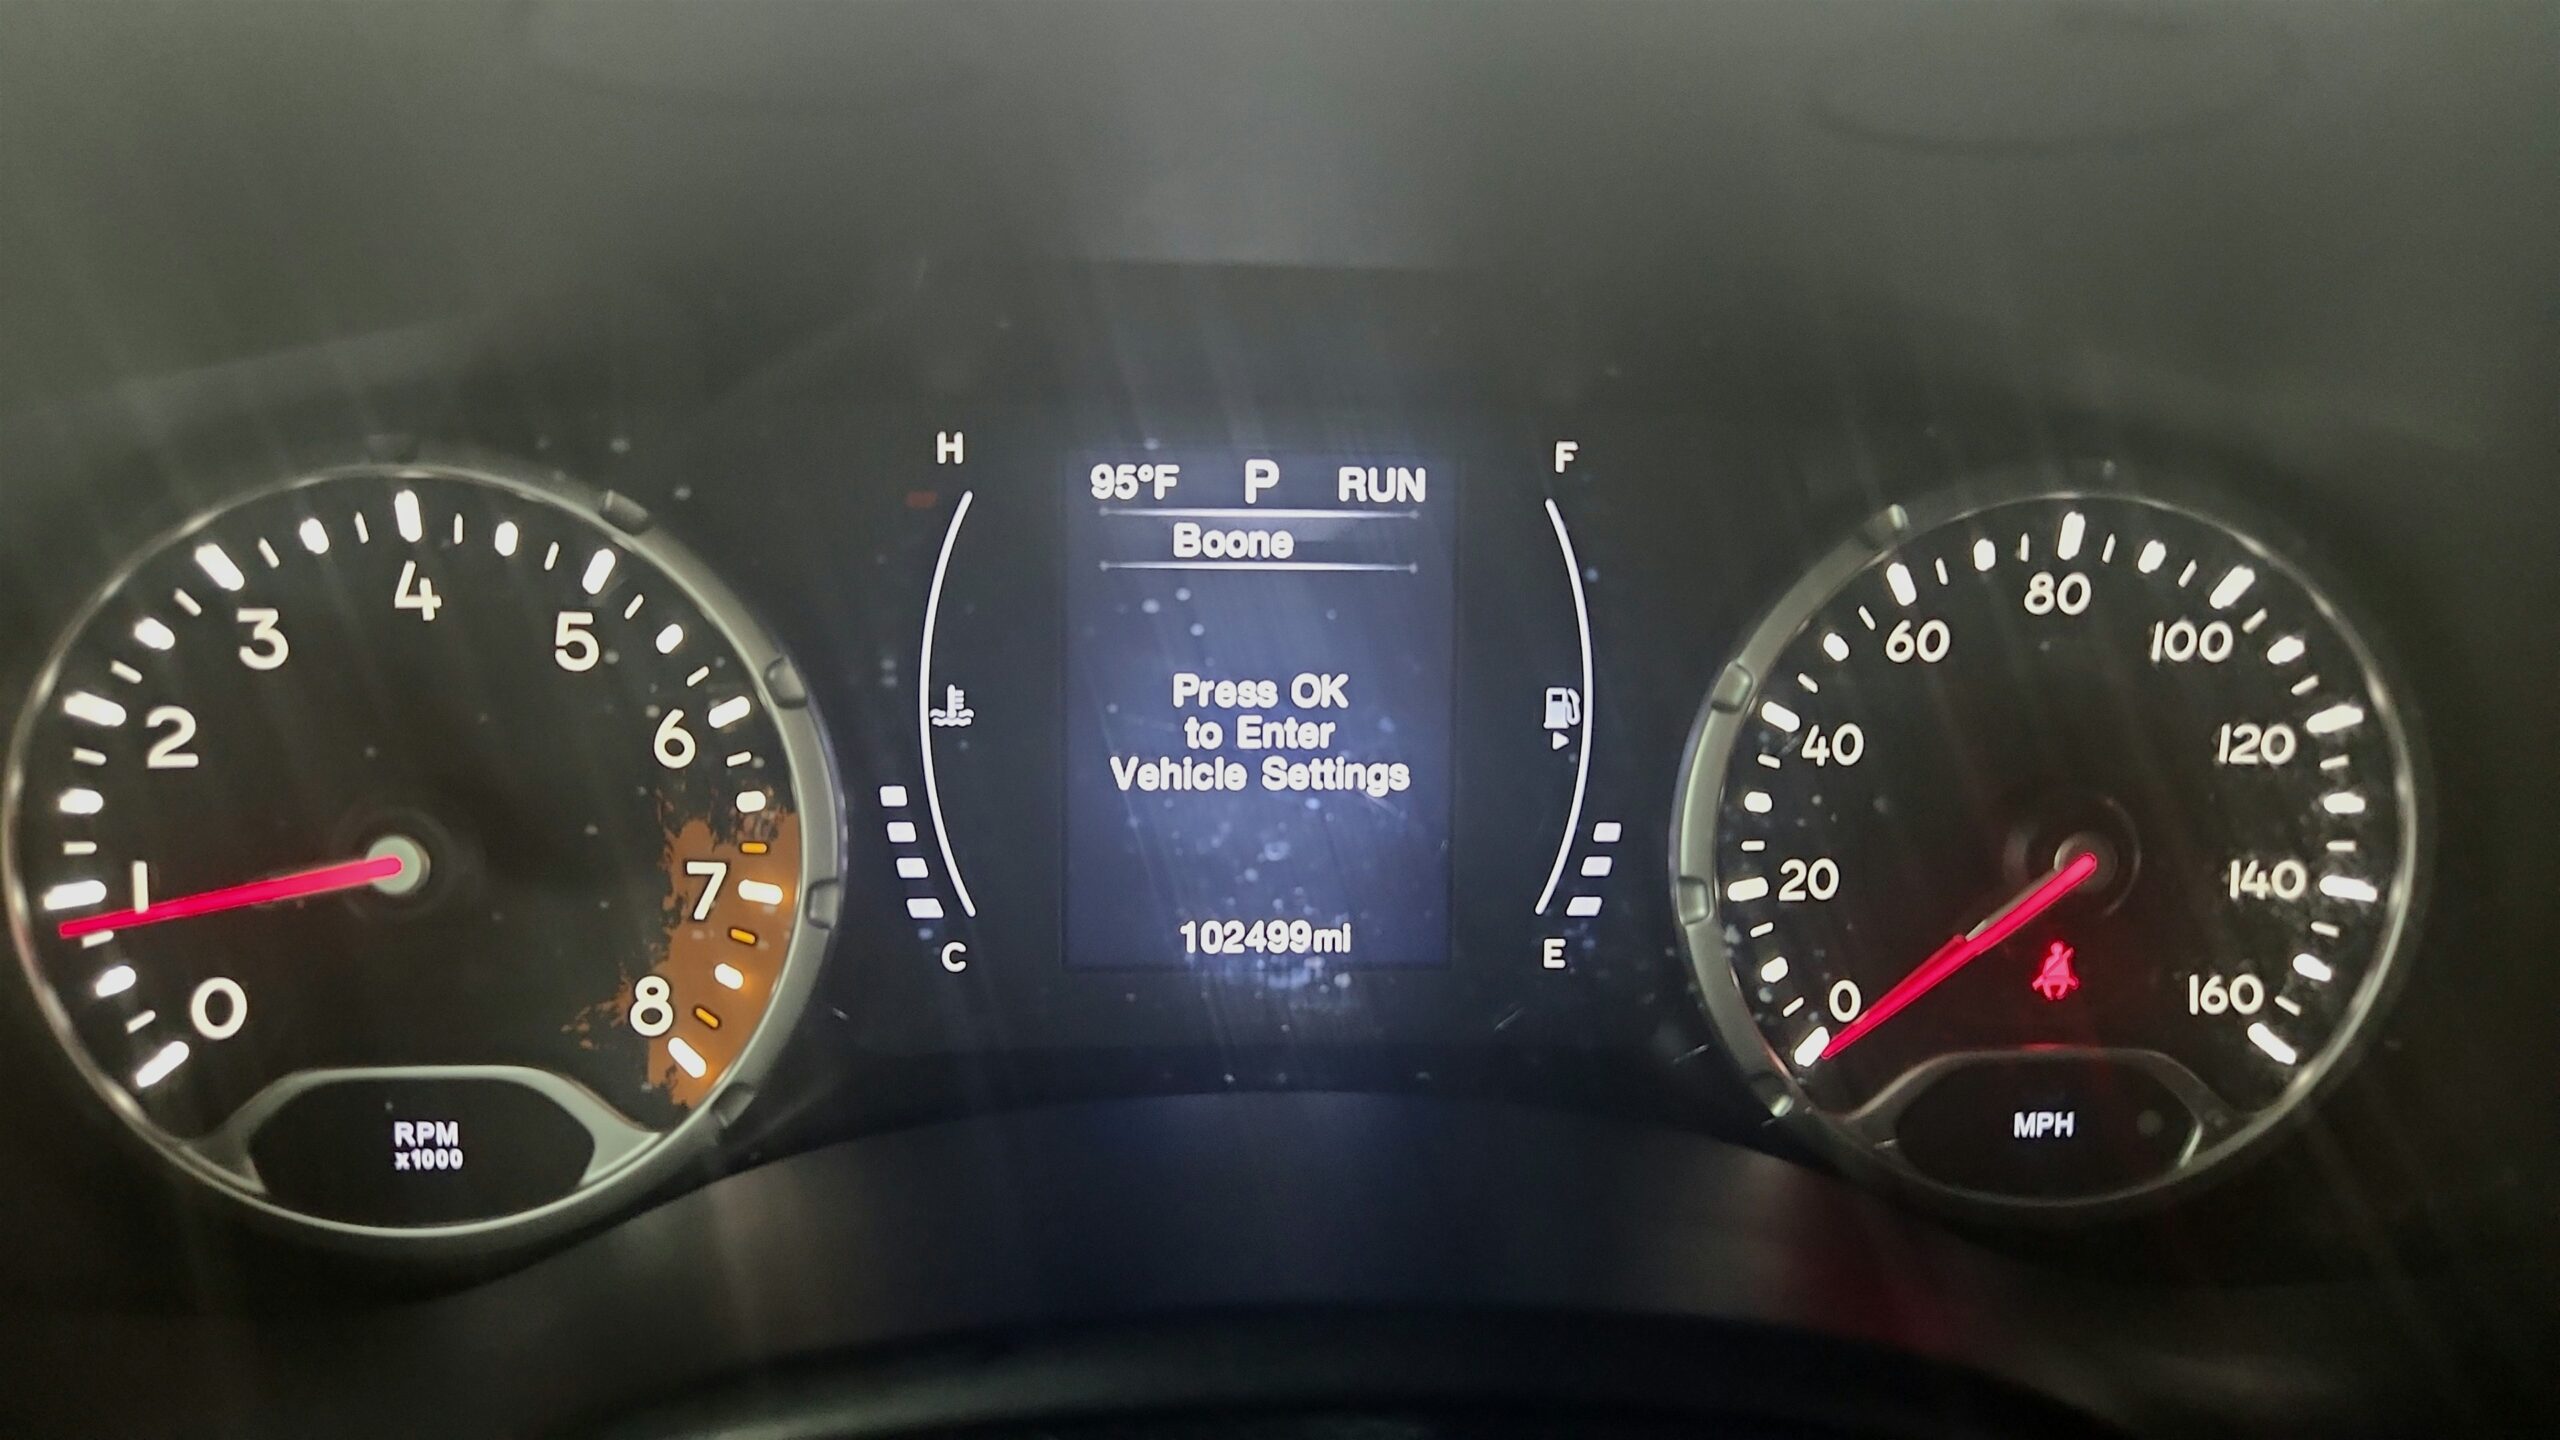 H
F
95°F P RUN
Boone
4
3
5
2
6
1
7
0
8
Press OK
to Enter
Vehicle Settings
102499mi
C
E
80
60
100
40
120
20
140
0
160
RPM
x1000
MPH